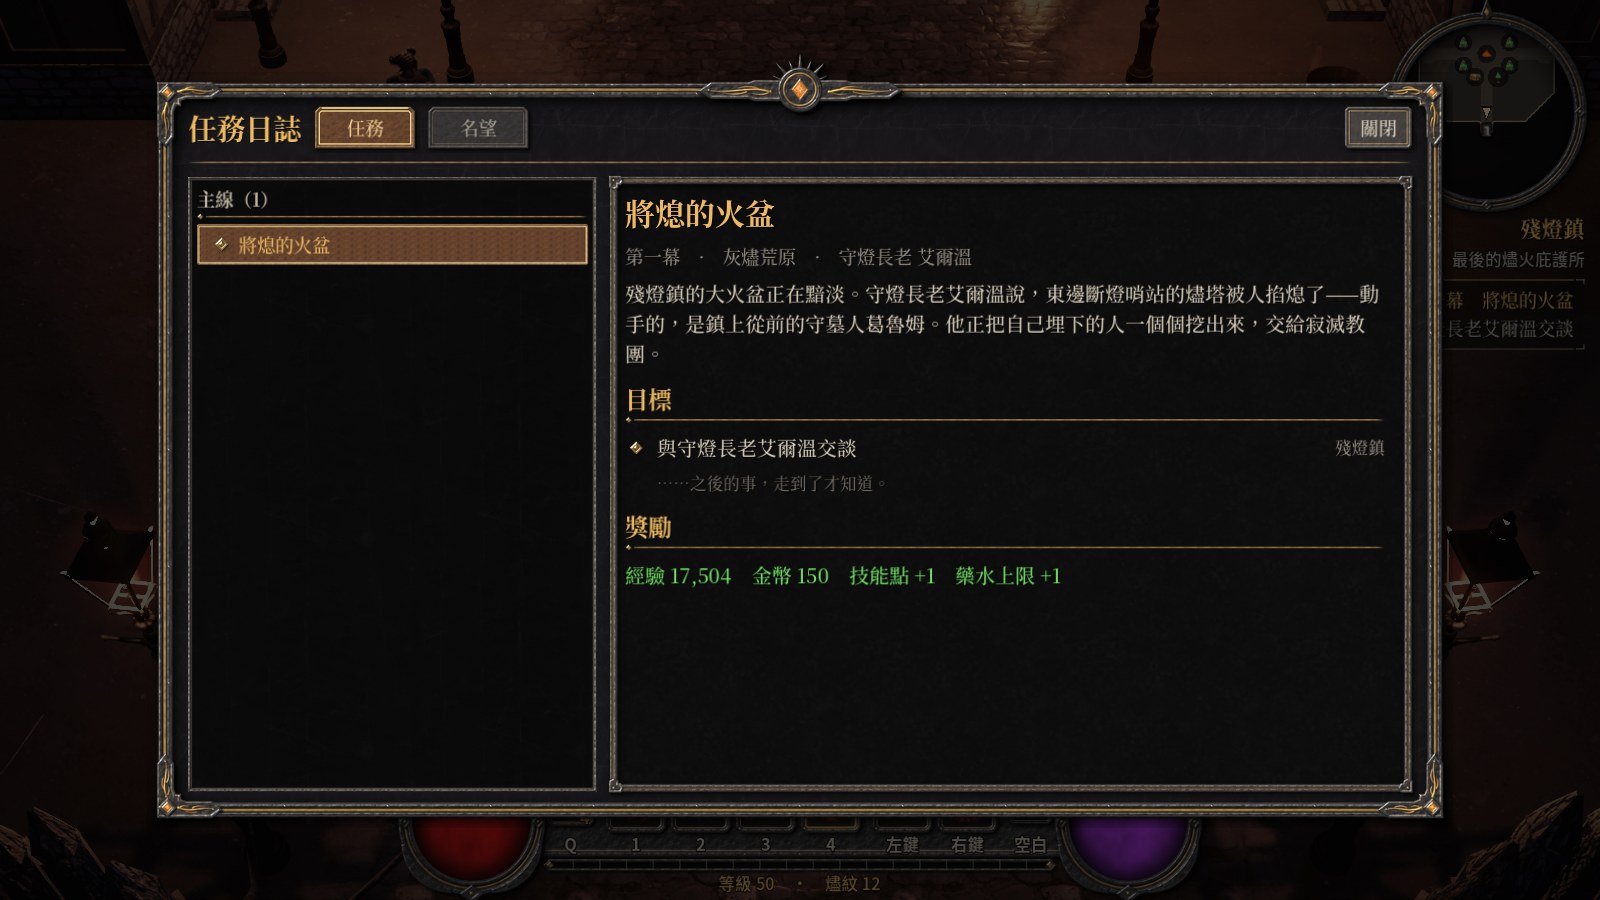 任務日誌
任務
名望
關閉
主線 (1)
將熄的火盆
將熄的火盆
第一幕 · 灰燼荒原 · 守燈長老 艾爾溫
殘燈鎮的大火盆正在黯淡。守燈長老艾爾溫說，東邊斷燈哨站的燼塔被人掐熄了——動
手的，是鎮上從前的守墓人葛魯姆。他正把自己埋下的人一個個挖出來，交給寂滅教
團。
目標
與守燈長老艾爾溫交談
殘燈鎮
……之後的事，走到了才知道。
獎勵
經驗 17,504 金幣 150 技能點 +1 藥水上限 +1
殘燈鎮
最後的燼火庇護所
幕 將熄的火盆
長老艾爾溫交談
Q 1 2 3 4 左鍵 右鍵 空白
等級 50 · 燼紋 12